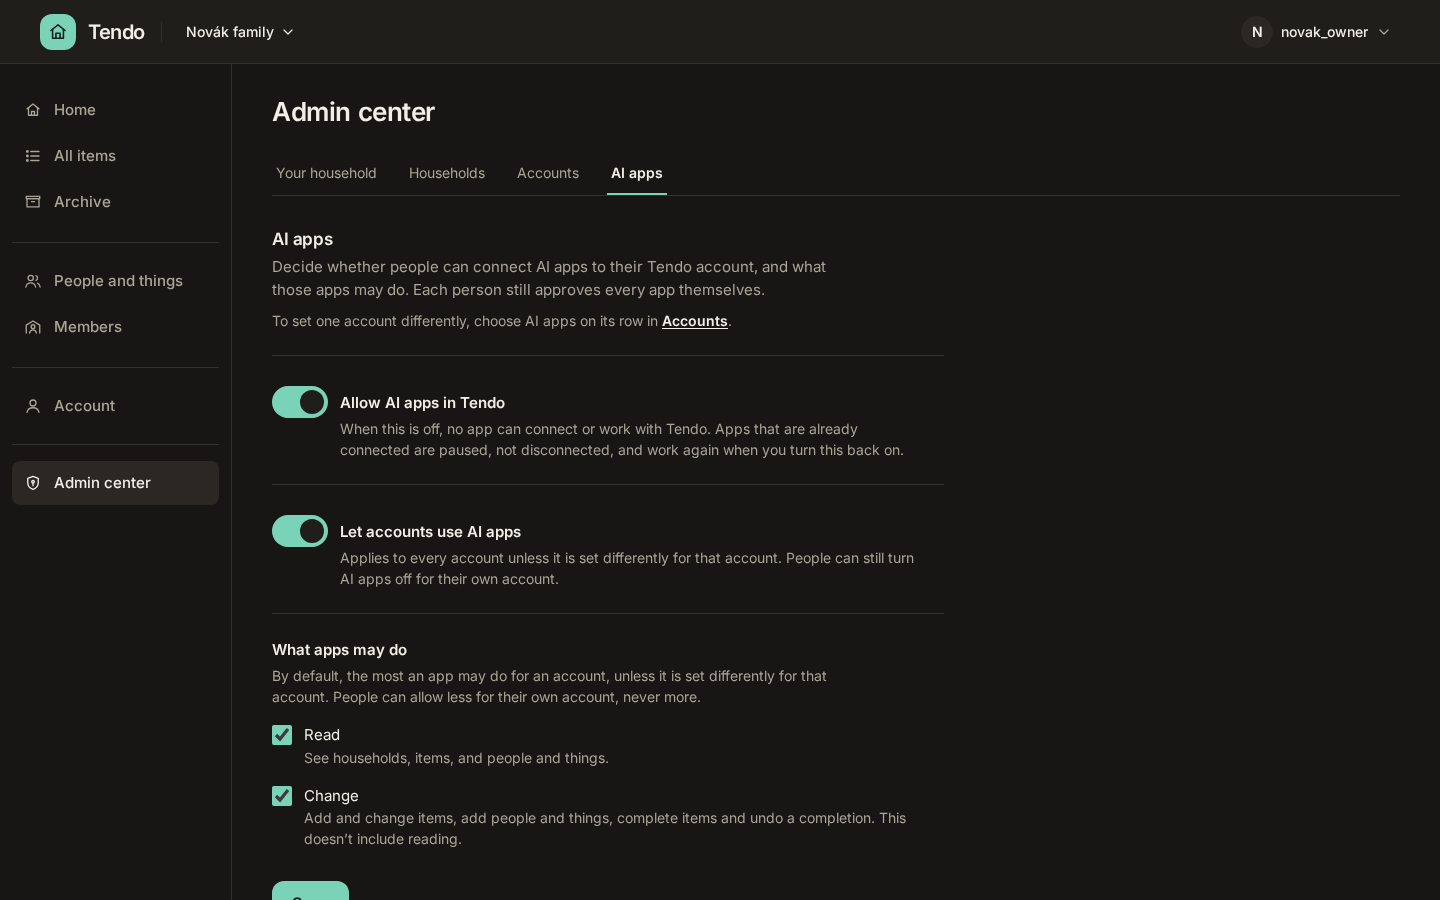 Tendo
Novák family
N
novak_owner
Home
All items
Archive
People and things
Members
Account
Admin center
Admin center
Your household
Households
Accounts
AI apps
AI apps
Decide whether people can connect AI apps to their Tendo account, and what
those apps may do. Each person still approves every app themselves.
To set one account differently, choose AI apps on its row in Accounts.
Allow AI apps in Tendo
When this is off, no app can connect or work with Tendo. Apps that are already
connected are paused, not disconnected, and work again when you turn this back on.
Let accounts use AI apps
Applies to every account unless it is set differently for that account. People can still turn
AI apps off for their own account.
What apps may do
By default, the most an app may do for an account, unless it is set differently for that
account. People can allow less for their own account, never more.
Read
See households, items, and people and things.
Change
Add and change items, add people and things, complete items and undo a completion. This
doesn’t include reading.